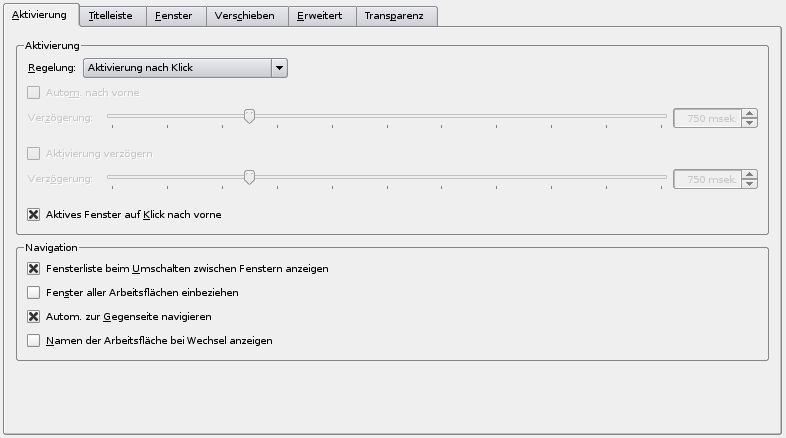 Aktivierung Titelleiste Fenster Verschieben Erweitert Transparenz
Aktivierung
Regelung: Aktivierung nach Klick
Autom. nach vorne
Verzögerung: 750 msek.
Aktivierung verzögern
Verzögerung: 750 msek.
Aktives Fenster auf Klick nach vorne
Navigation
Fensterliste beim Umschalten zwischen Fenstern anzeigen
Fenster aller Arbeitsflächen einbeziehen
Autom. zur Gegenseite navigieren
Namen der Arbeitsfläche bei Wechsel anzeigen